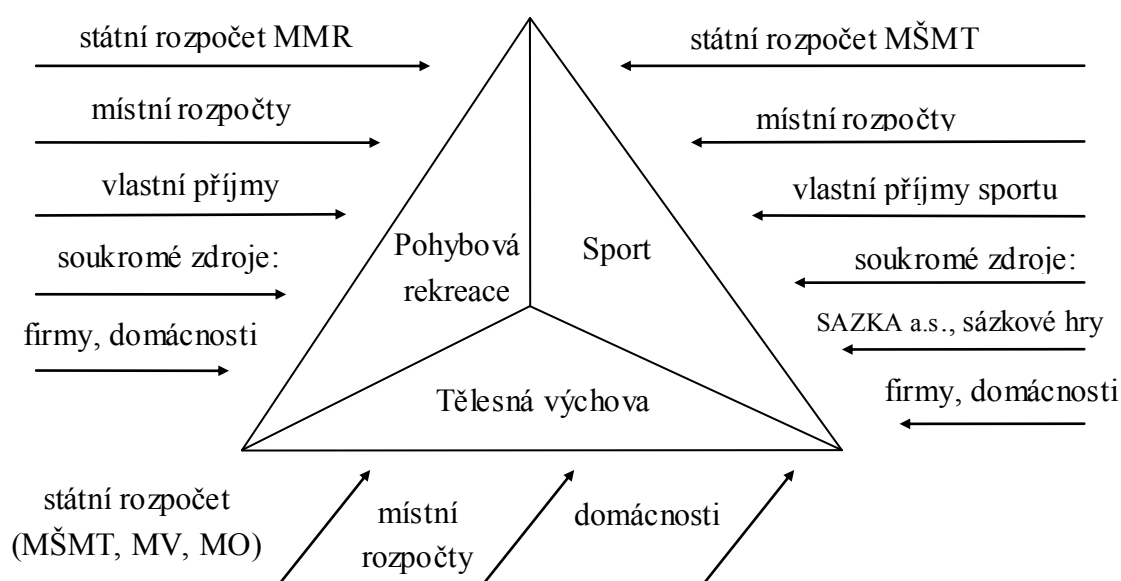 státní rozpočet MMR
místní rozpočty
vlastní příjmy
soukromé zdroje:
firmy, domácnosti
Pohybová
rekreace
Sport
Tělesná výchova
státní rozpočet MŠMT
místní rozpočty
vlastní příjmy sportu
soukromé zdroje:
SAZKA a.s., sázkové hry
firmy, domácnosti
státní rozpočet
(MŠMT, MV, MO)
místní
rozpočty
domácnosti